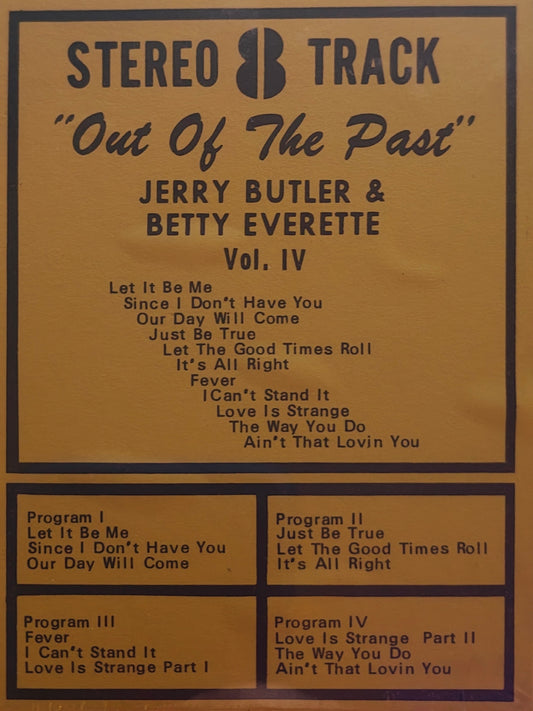 STEREO 8 TRACK
"Out Of The Past"
JERRY BUTLER &
BETTY EVERETTE
Vol. IV
Let It Be Me
Since I Don't Have You
Our Day Will Come
Just Be True
Let The Good Times Roll
It's All Right
Fever
I Can't Stand It
Love Is Strange
The Way You Do
Ain't That Lovin You
Program I
Let It Be Me
Since I Don't Have You
Our Day Will Come
Program II
Just Be True
Let The Good Times Roll
It's All Right
Program III
Fever
I Can't Stand It
Love Is Strange Part I
Program IV
Love Is Strange Part II
The Way You Do
Ain't That Lovin You